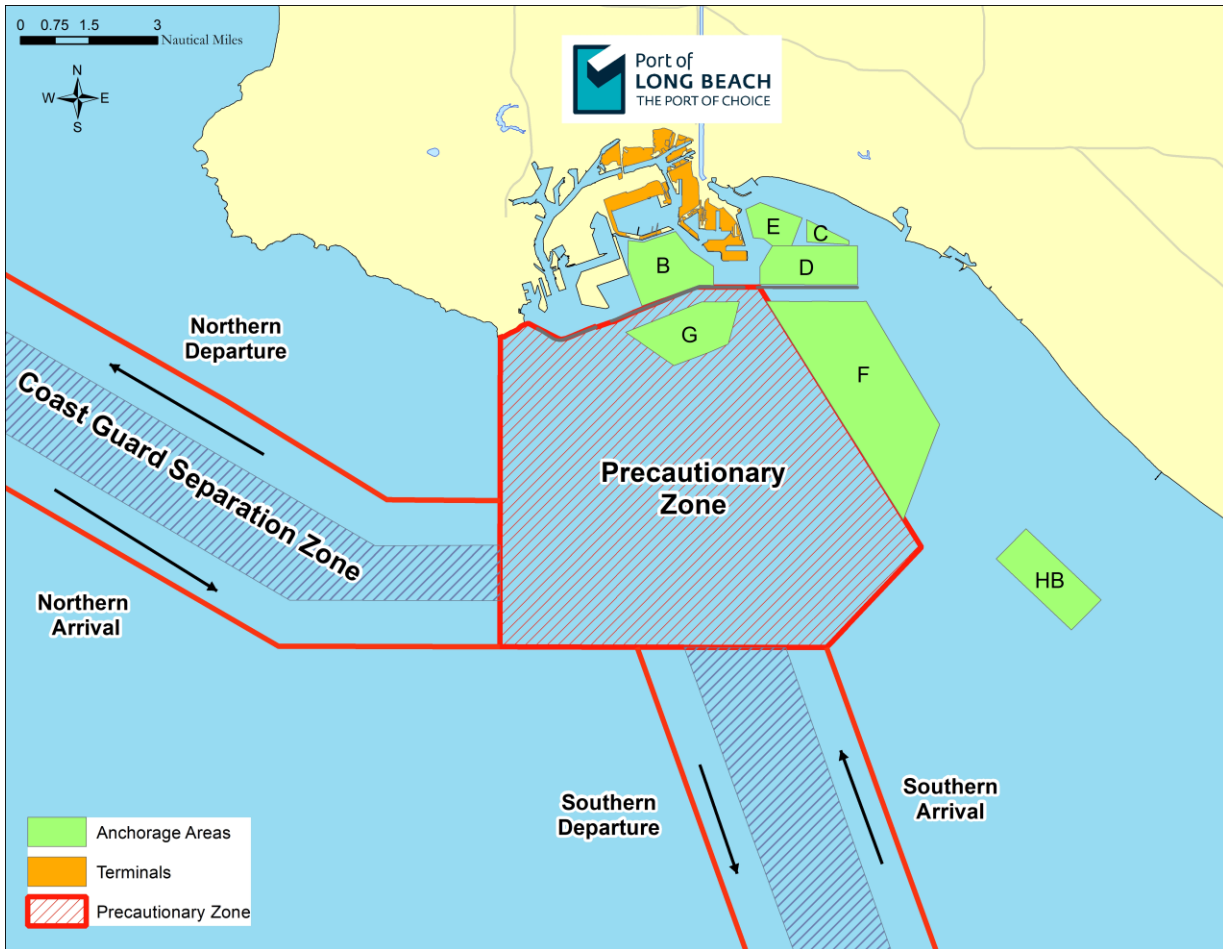 0 0.75 1.5 3
Nautical Miles
N
W E
S
Port of
LONG BEACH
THE PORT OF CHOICE
E
C
B
D
G
F
Northern
Departure
Coast Guard Separation Zone
Precautionary
Zone
HB
Northern
Arrival
Southern
Departure
Southern
Arrival
Anchorage Areas
Terminals
Precautionary Zone